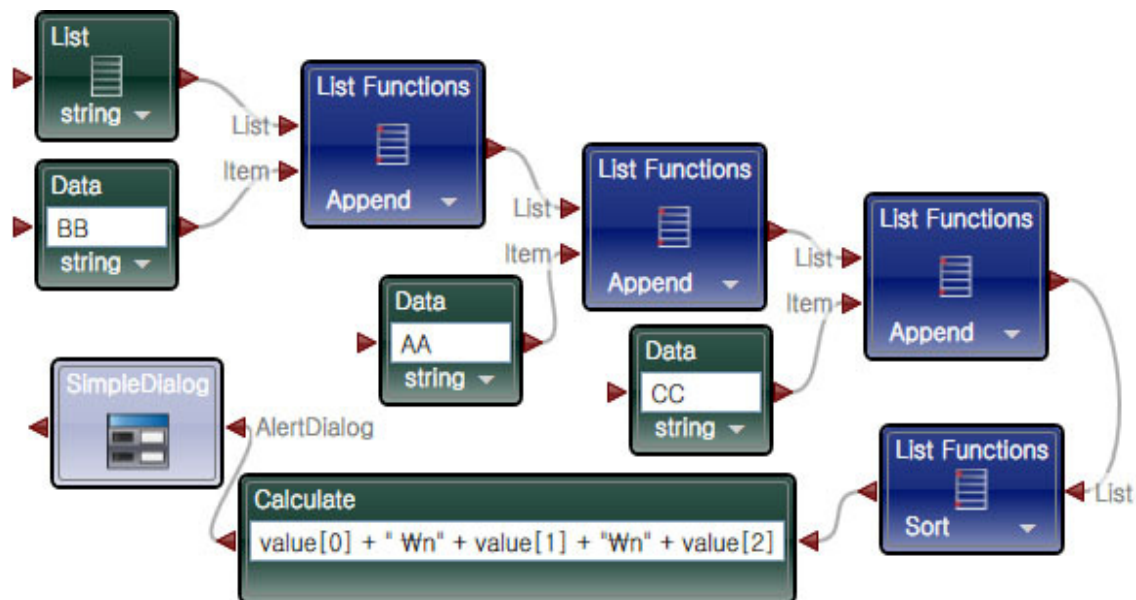 List
string
List Functions
List
Item
Append
Data
BB
string
List Functions
List
Item
Append
Data
AA
string
List Functions
List
Item
Append
Data
CC
string
SimpleDialog
AlertDialog
List Functions
List
Sort
Calculate
value[0] + " ₩n" + value[1] + "₩n" + value[2]